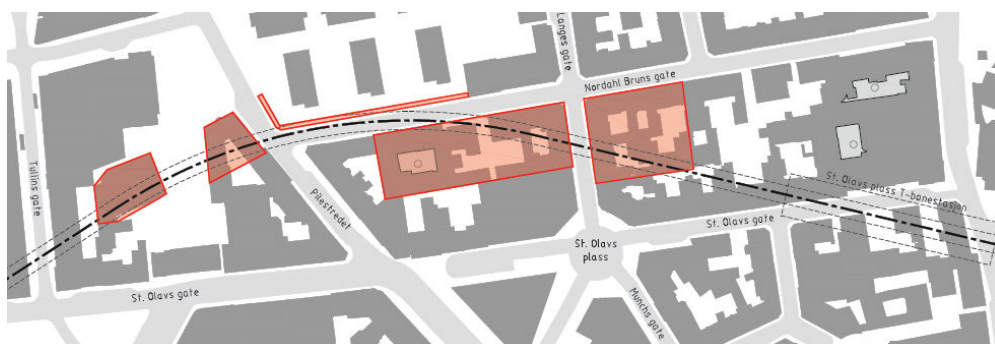 Langes gate
Nordahl Bruns gate
Tullins gate
Pilestredet
St. Olavs plass T-banestasjon
St. Olavs gate
St. Olavs
plass
St. Olavs gate
Munchs gate